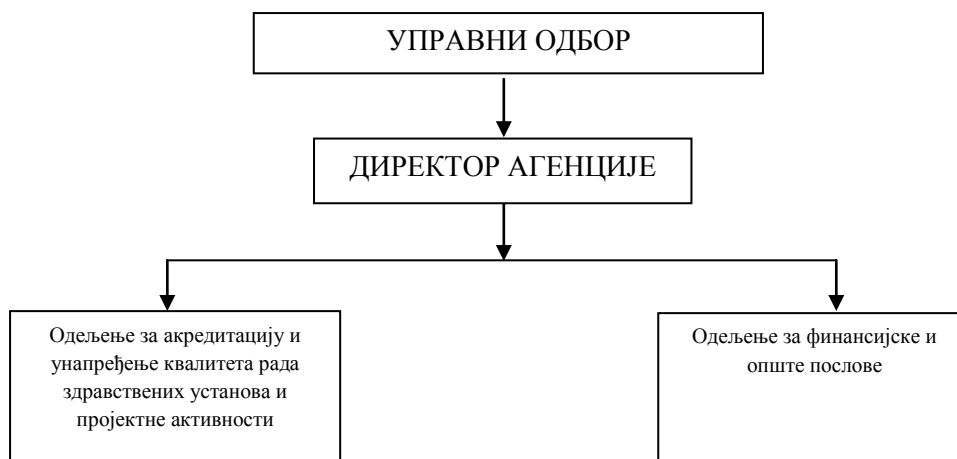 УПРАВНИ ОДБОР
ДИРЕКТОР АГЕНЦИЈЕ
Одељење за акредитацију и
унапређење квалитета рада
здравствених установа и
пројектне активности
Одељење за финансијске и
опште послове